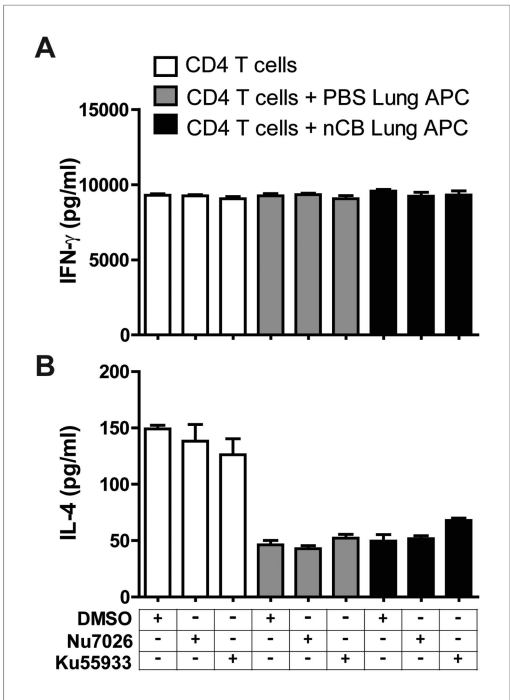 A
CD4 T cells
CD4 T cells + PBS Lung APC
CD4 T cells + nCB Lung APC
IFN-γ (pg/ml)
15000
10000
5000
0
B
IL-4 (pg/ml)
200
150
100
50
0
DMSO + - - + - - + - -
Nu7026 - + - - + - - + -
Ku55933 - - + - - + - - +